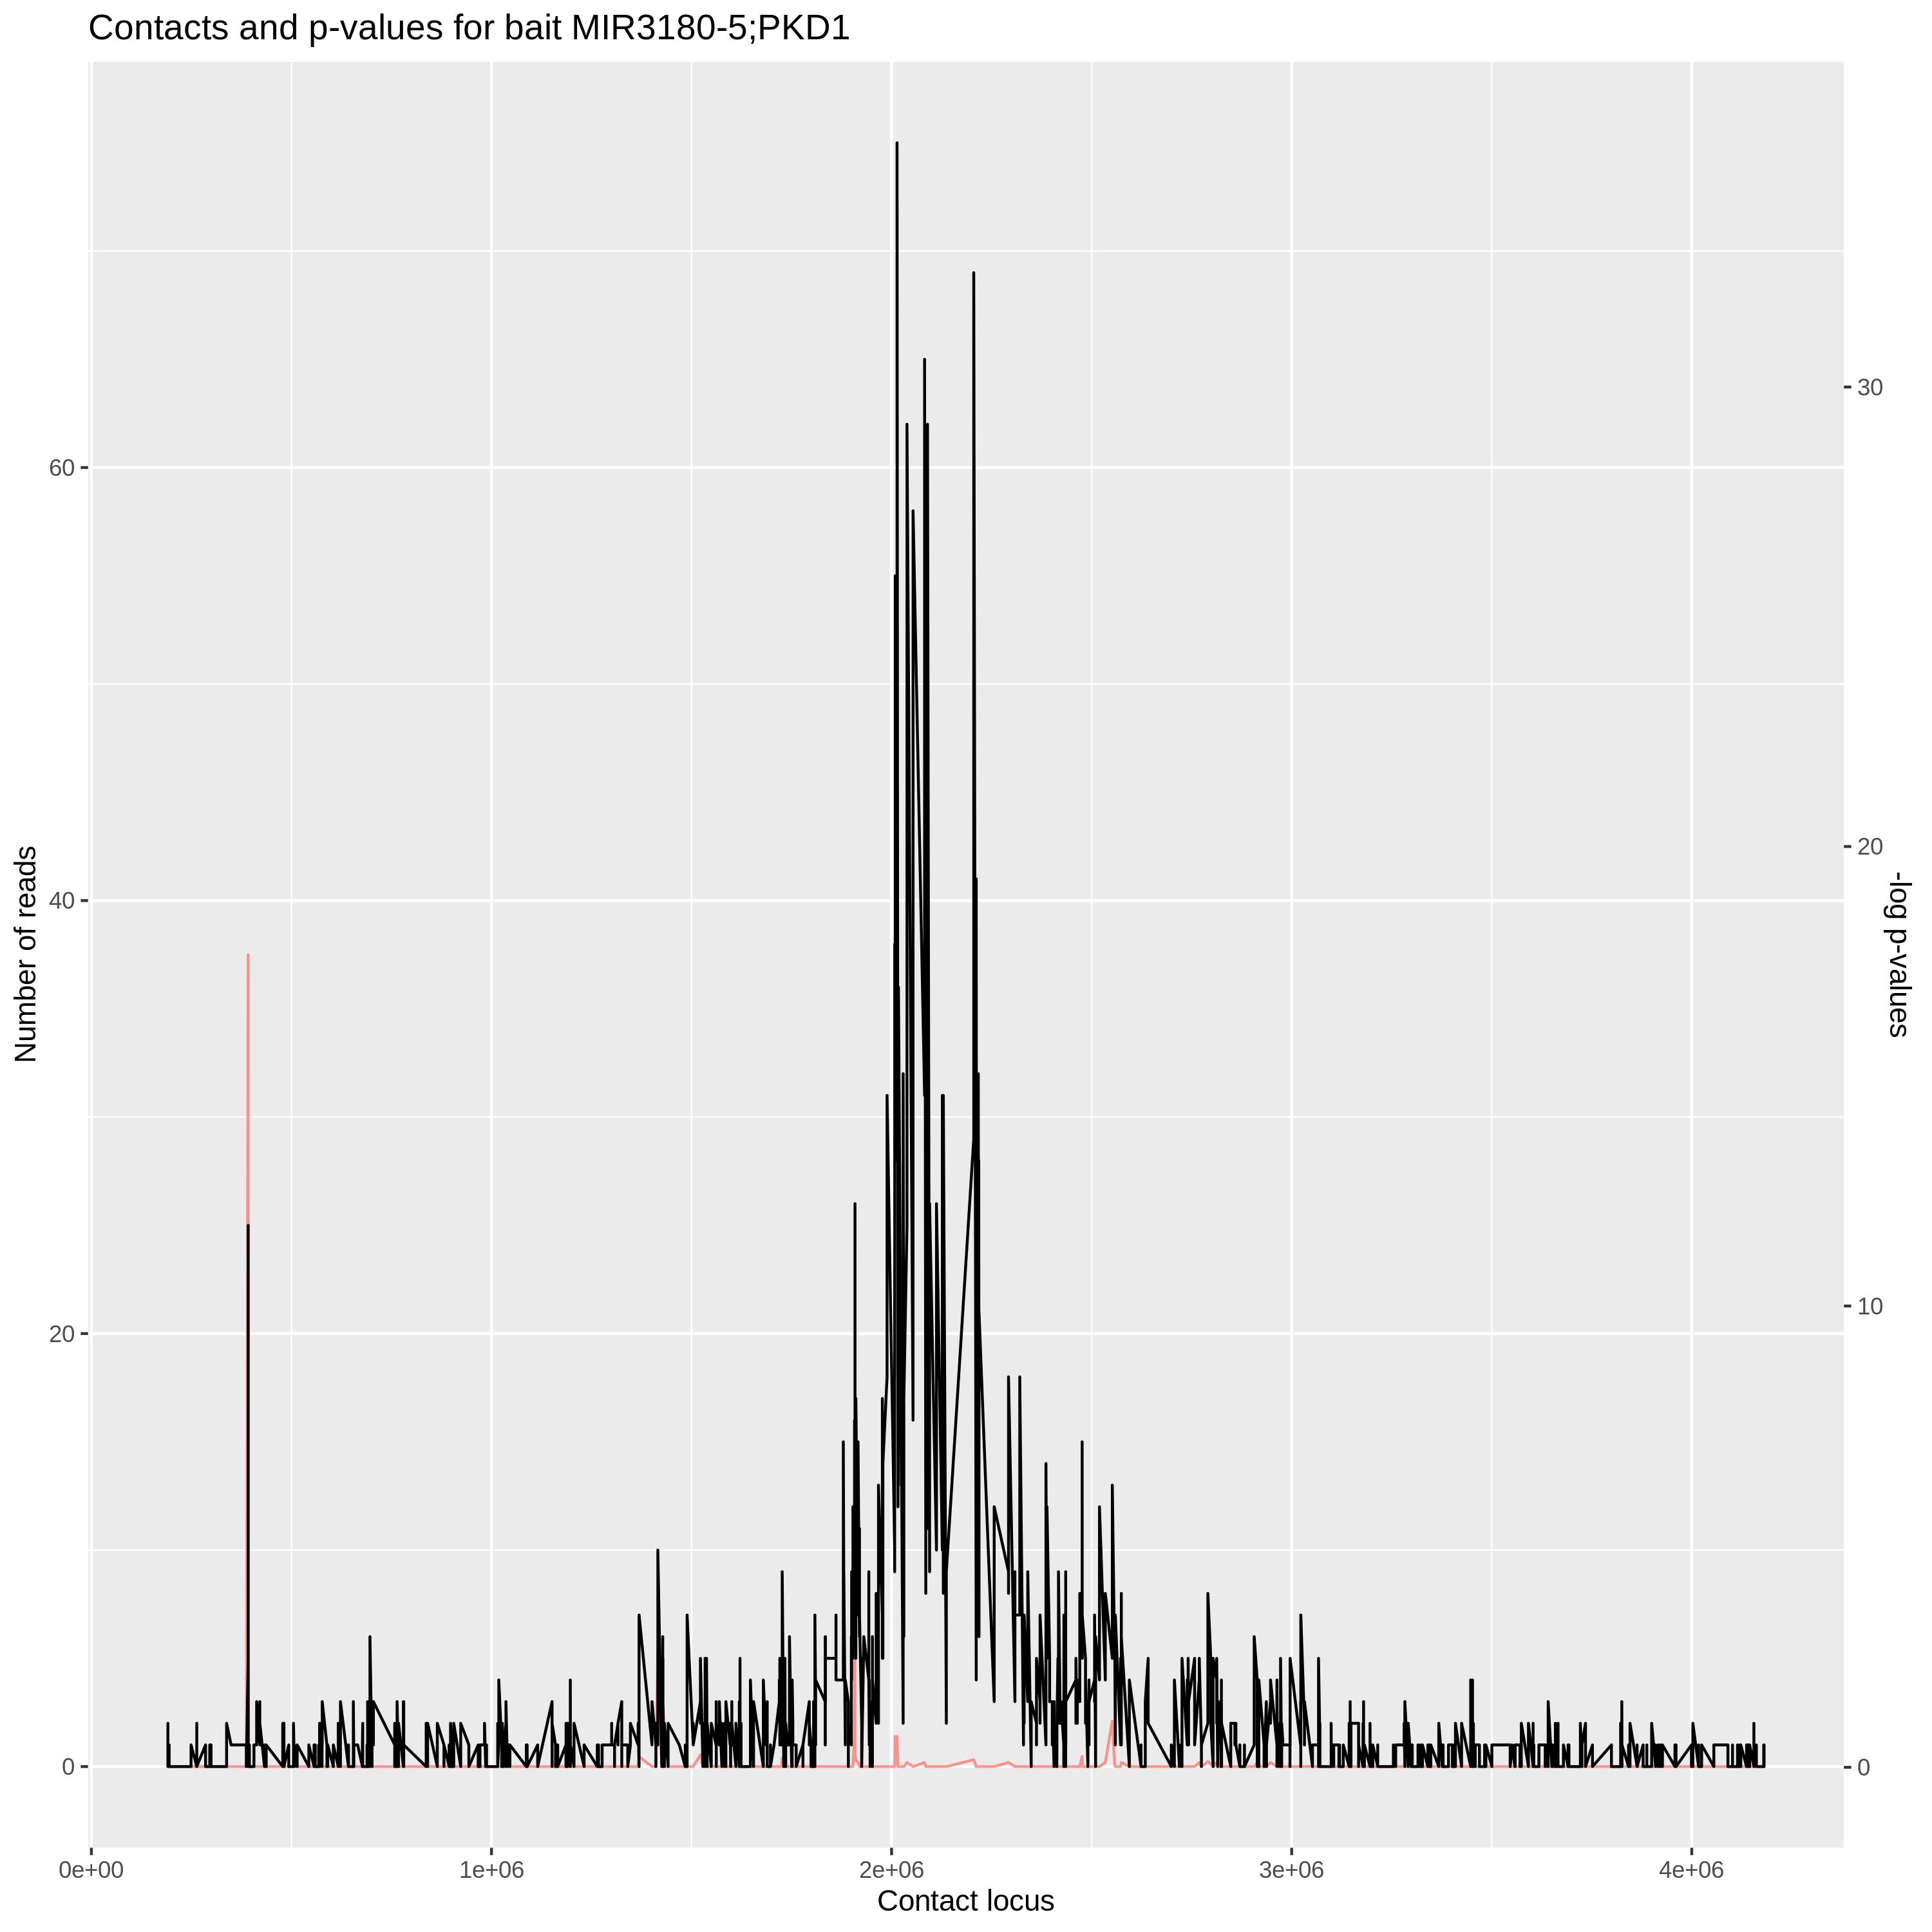 Contacts and p-values for bait MIR3180-5;PKD1
Number of reads
60
40
20
0
30
20
10
0
-log p-values
0e+00
1e+06
2e+06
3e+06
4e+06
Contact locus